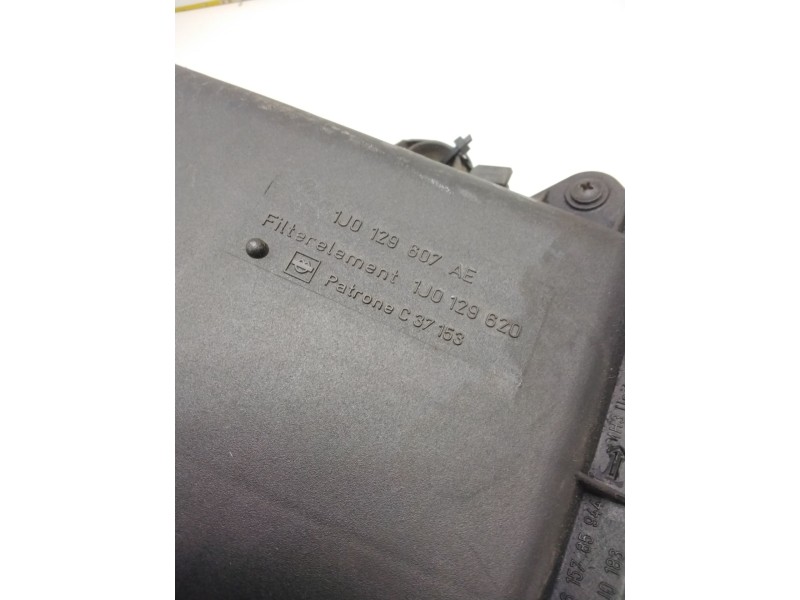 1J0 129 607 AE
Filterelement 1J0 129 620
Patrone C 37 153